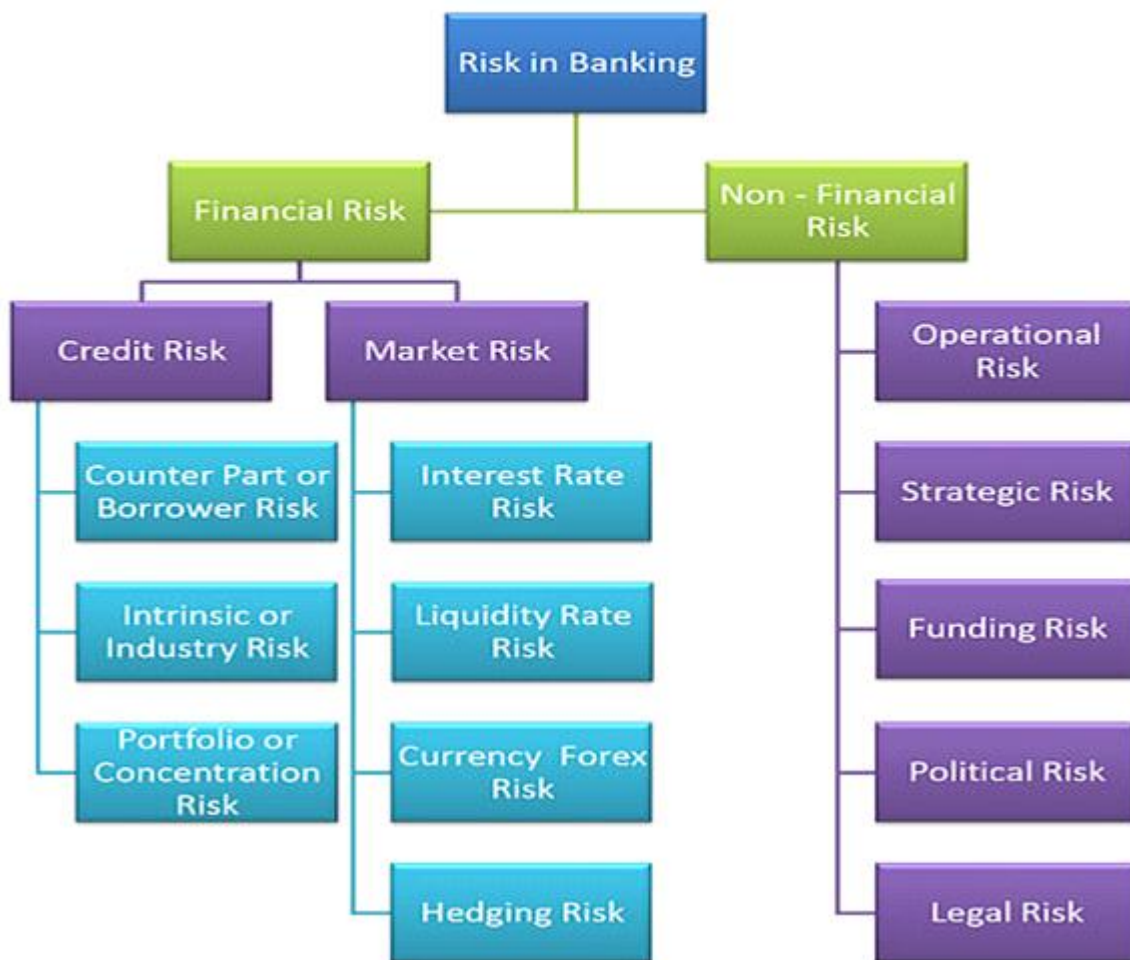 Risk in Banking
Financial Risk
Non - Financial
Risk
Credit Risk
Market Risk
Operational
Risk
Counter Part or
Borrower Risk
Interest Rate
Risk
Strategic Risk
Intrinsic or
Industry Risk
Liquidity Rate
Risk
Funding Risk
Portfolio or
Concentration
Risk
Currency  Forex
Risk
Political Risk
Hedging Risk
Legal Risk